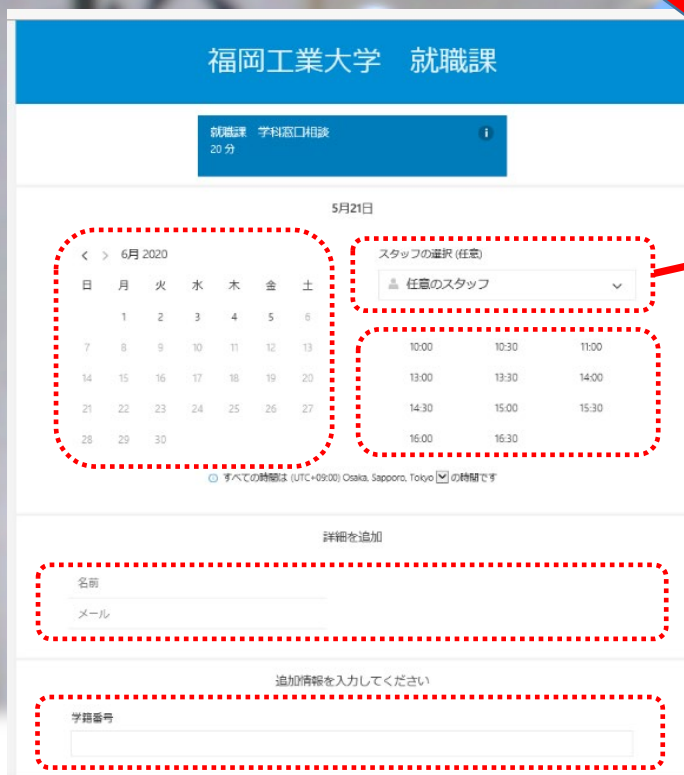 福岡工業大学　就職課
就職課　学科窓口相談
20 分
5月21日
6月 2020
日 月 火 水 木 金 土
1 2 3 4 5 6
7 8 9 10 11 12 13
14 15 16 17 18 19 20
21 22 23 24 25 26 27
28 29 30
スタッフの選択 (任意)
任意のスタッフ
10:00 10:30 11:00
13:00 13:30 14:00
14:30 15:00 15:30
16:00 16:30
すべての時間は (UTC+09:00) Osaka, Sapporo, Tokyo の時間です
詳細を追加
名前
メール
追加情報を入力してください
学籍番号